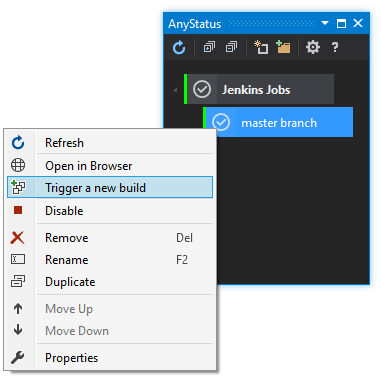 AnyStatus
?
Jenkins Jobs
master branch
Refresh
Open in Browser
Trigger a new build
Disable
Remove Del
Rename F2
Duplicate
Move Up
Move Down
Properties